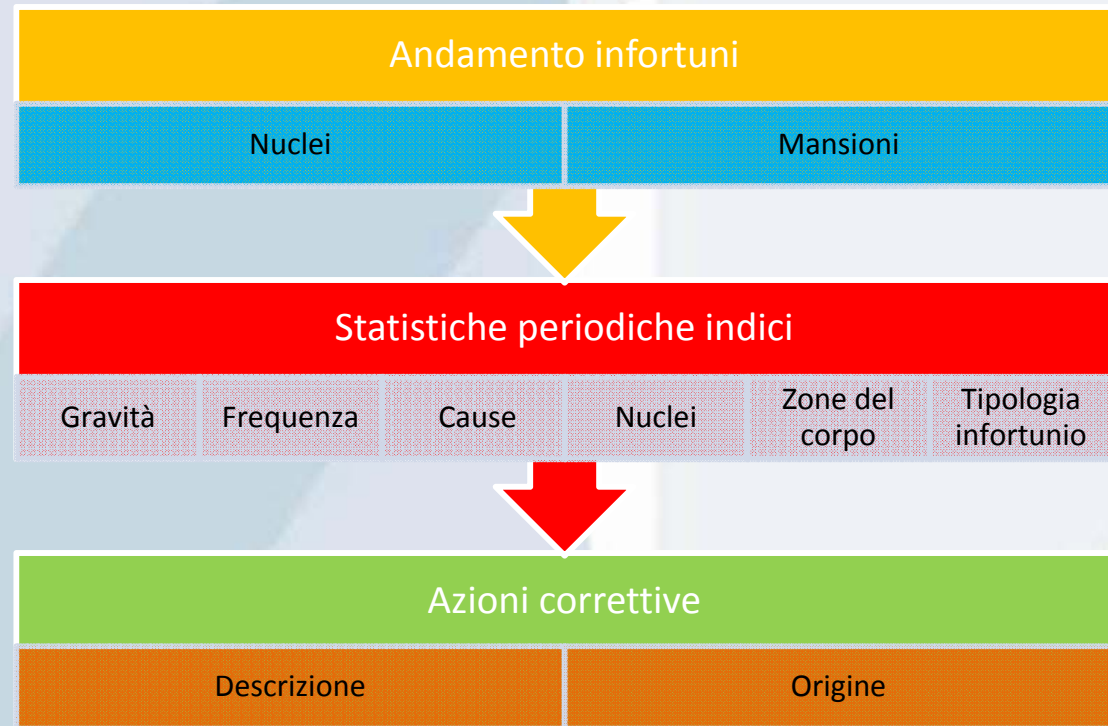 Andamento infortuni
Nuclei
Mansioni
Statistiche periodiche indici
Gravità
Frequenza
Cause
Nuclei
Zone del
corpo
Tipologia
infortunio
Azioni correttive
Descrizione
Origine